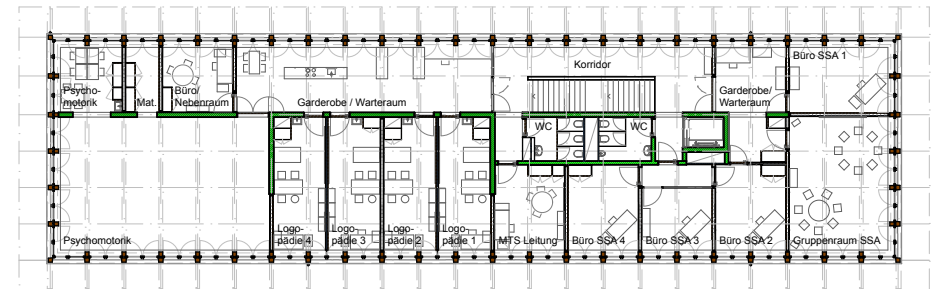 Büro SSA 1
Korridor
Psycho-
motorik
Mat.
Büro/
Nebenraum
Garderobe / Warteraum
Garderobe/
Warteraum
WC
WC
Psychomotorik
Logo-
pädie 4
Logo-
pädie 3
Logo-
pädie 2
Logo-
pädie 1
MTS Leitung
Büro SSA 4
Büro SSA 3
Büro SSA 2
Gruppenraum SSA